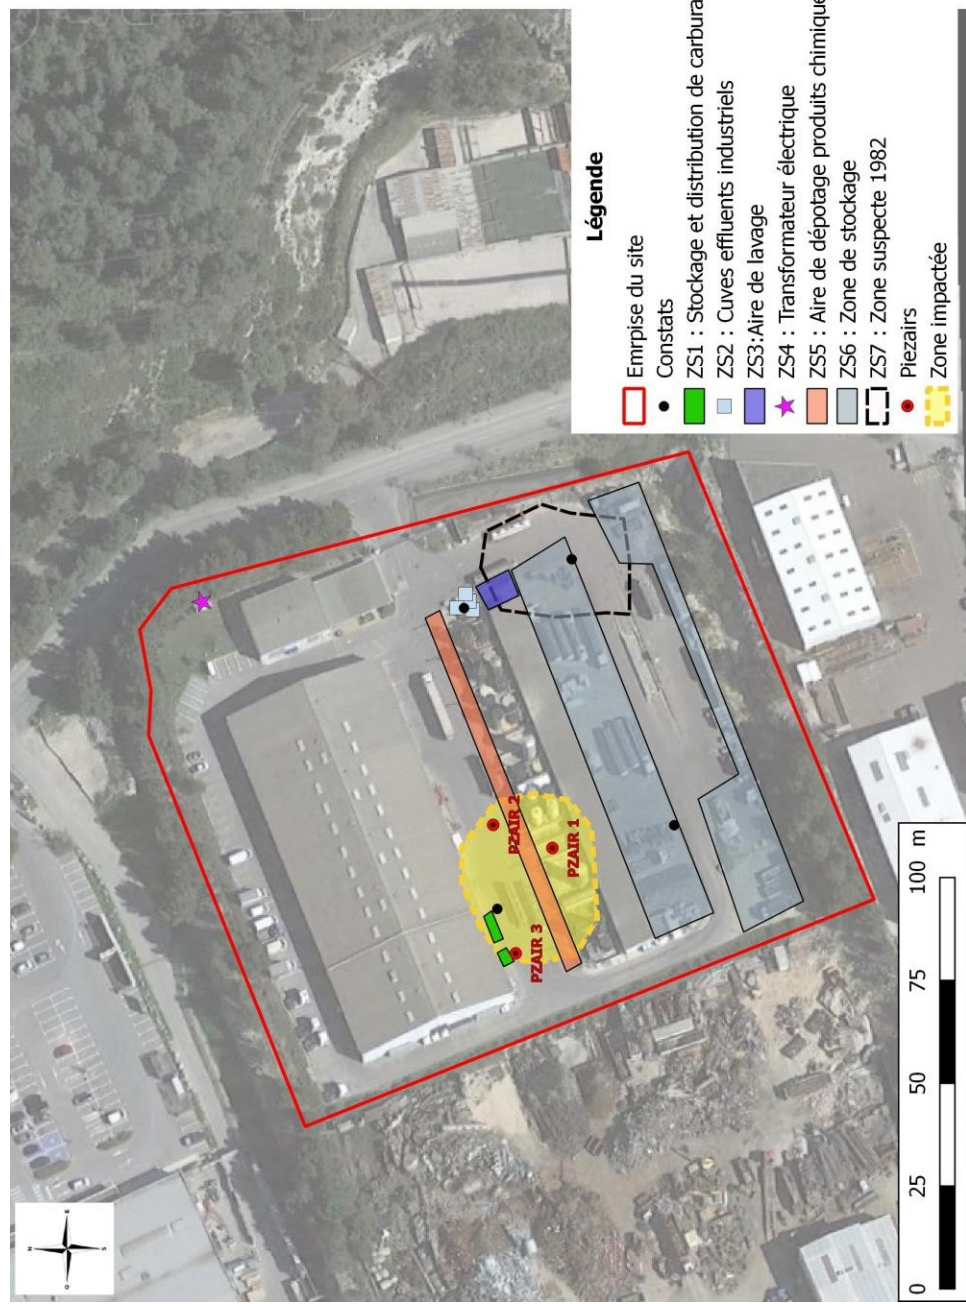 N
O
E
S
PZAIR 3
PZAIR 2
PZAIR 1
Légende
Emrpise du site
Constats
ZS1 : Stockage et distribution de carbura
ZS2 : Cuves effluents industriels
ZS3:Aire de lavage
ZS4 : Transformateur électrique
ZS5 : Aire de dépotage produits chimique
ZS6 : Zone de stockage
ZS7 : Zone suspecte 1982
Piezairs
Zone impactée
0 25 50 75 100 m